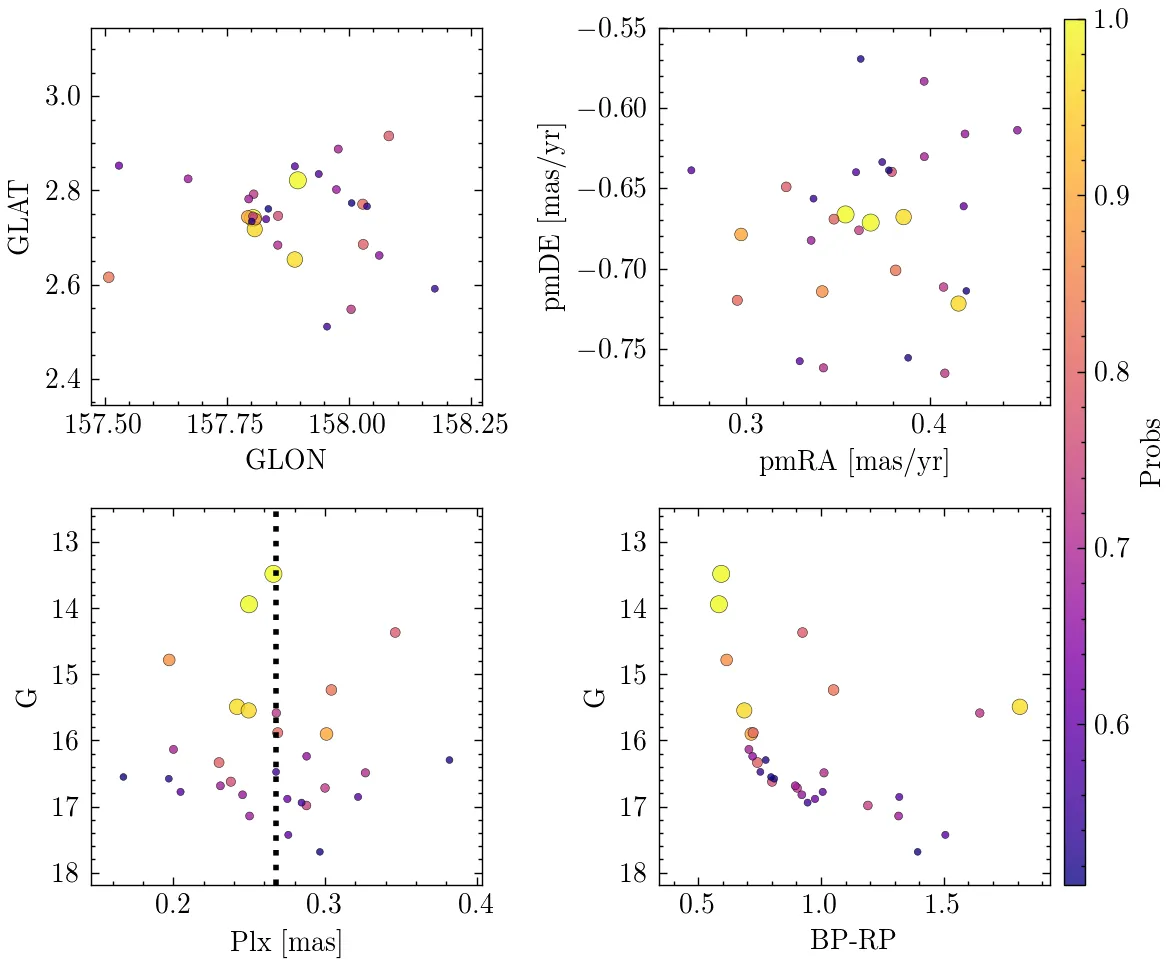 3.0
2.8
2.6
2.4
GLAT
157.50 157.75 158.00 158.25
GLON
−0.55
−0.60
−0.65
−0.70
−0.75
pmDE [mas/yr]
0.3 0.4
pmRA [mas/yr]
13
14
15
16
17
18
G
0.2 0.3 0.4
Plx [mas]
13
14
15
16
17
18
G
0.5 1.0 1.5
BP-RP
1.0
0.9
0.8
0.7
0.6
Probs